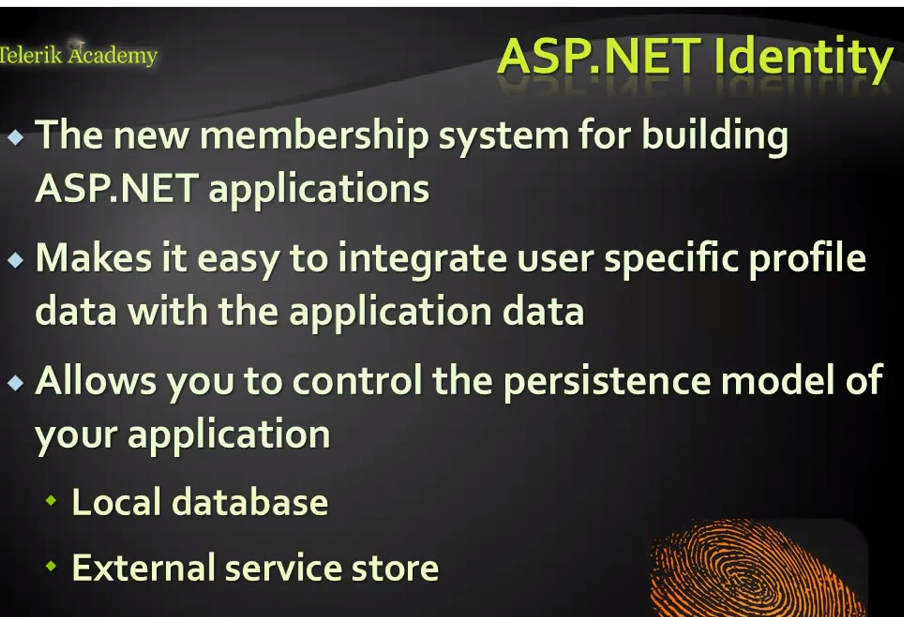 Telerik Academy
ASP.NET Identity
The new membership system for building
ASP.NET applications
Makes it easy to integrate user specific profile
data with the application data
Allows you to control the persistence model of
your application
Local database
External service store